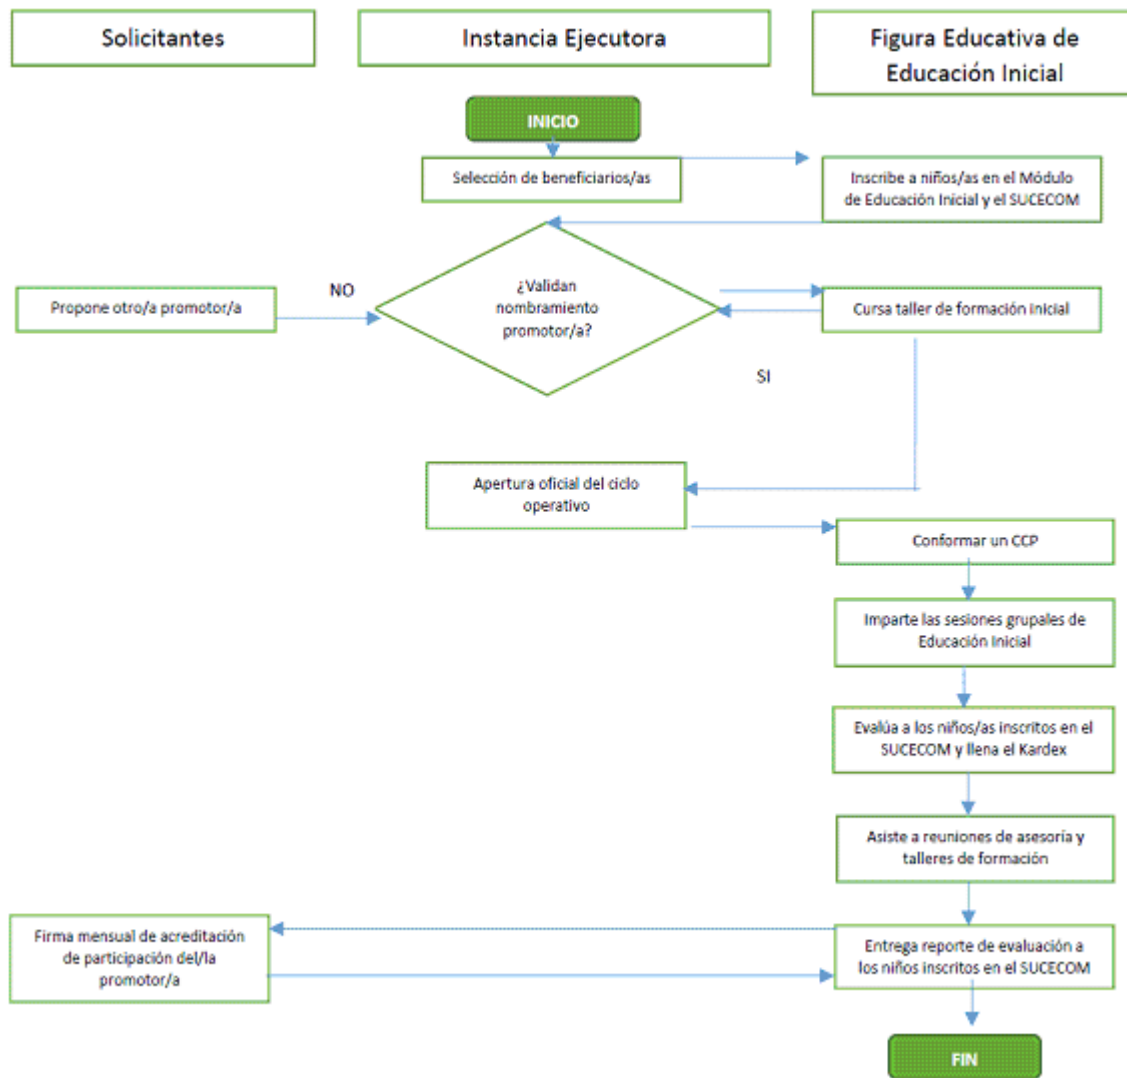 Solicitantes
Instancia Ejecutora
Figura Educativa de
Educación Inicial
INICIO
Selección de beneficiarios/as
Inscribe a niños/as en el Módulo
de Educación Inicial y el SUCECOM
¿Validan
nombramiento
promotor/a?
NO
Propone otro/a promotor/a
Cursa taller de formación inicial
SI
Apertura oficial del ciclo
operativo
Conformar un CCP
Imparte las sesiones grupales de
Educación Inicial
Evalúa a los niños/as inscritos en el
SUCECOM y llena el Kardex
Asiste a reuniones de asesoría y
talleres de formación
Firma mensual de acreditación
de participación del/la
promotor/a
Entrega reporte de evaluación a
los niños inscritos en el SUCECOM
FIN